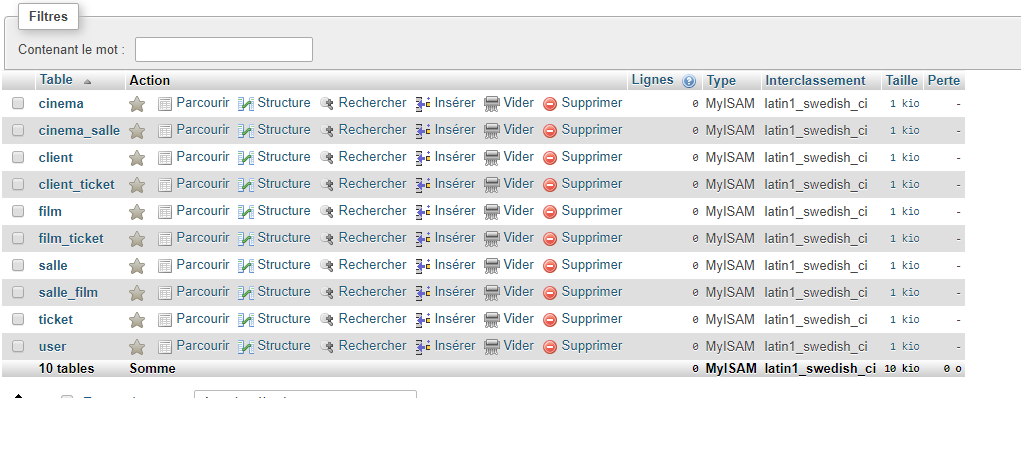 Filtres
Contenant le mot :
Table Action Lignes Type Interclassement Taille Perte
cinema Parcourir Structure Rechercher Insérer Vider Supprimer 0 MyISAM latin1_swedish_ci 1 kio -
cinema_salle Parcourir Structure Rechercher Insérer Vider Supprimer 0 MyISAM latin1_swedish_ci 1 kio -
client Parcourir Structure Rechercher Insérer Vider Supprimer 0 MyISAM latin1_swedish_ci 1 kio -
client_ticket Parcourir Structure Rechercher Insérer Vider Supprimer 0 MyISAM latin1_swedish_ci 1 kio -
film Parcourir Structure Rechercher Insérer Vider Supprimer 0 MyISAM latin1_swedish_ci 1 kio -
film_ticket Parcourir Structure Rechercher Insérer Vider Supprimer 0 MyISAM latin1_swedish_ci 1 kio -
salle Parcourir Structure Rechercher Insérer Vider Supprimer 0 MyISAM latin1_swedish_ci 1 kio -
salle_film Parcourir Structure Rechercher Insérer Vider Supprimer 0 MyISAM latin1_swedish_ci 1 kio -
ticket Parcourir Structure Rechercher Insérer Vider Supprimer 0 MyISAM latin1_swedish_ci 1 kio -
user Parcourir Structure Rechercher Insérer Vider Supprimer 0 MyISAM latin1_swedish_ci 1 kio -
10 tables Somme 0 MyISAM latin1_swedish_ci 10 kio 0 o